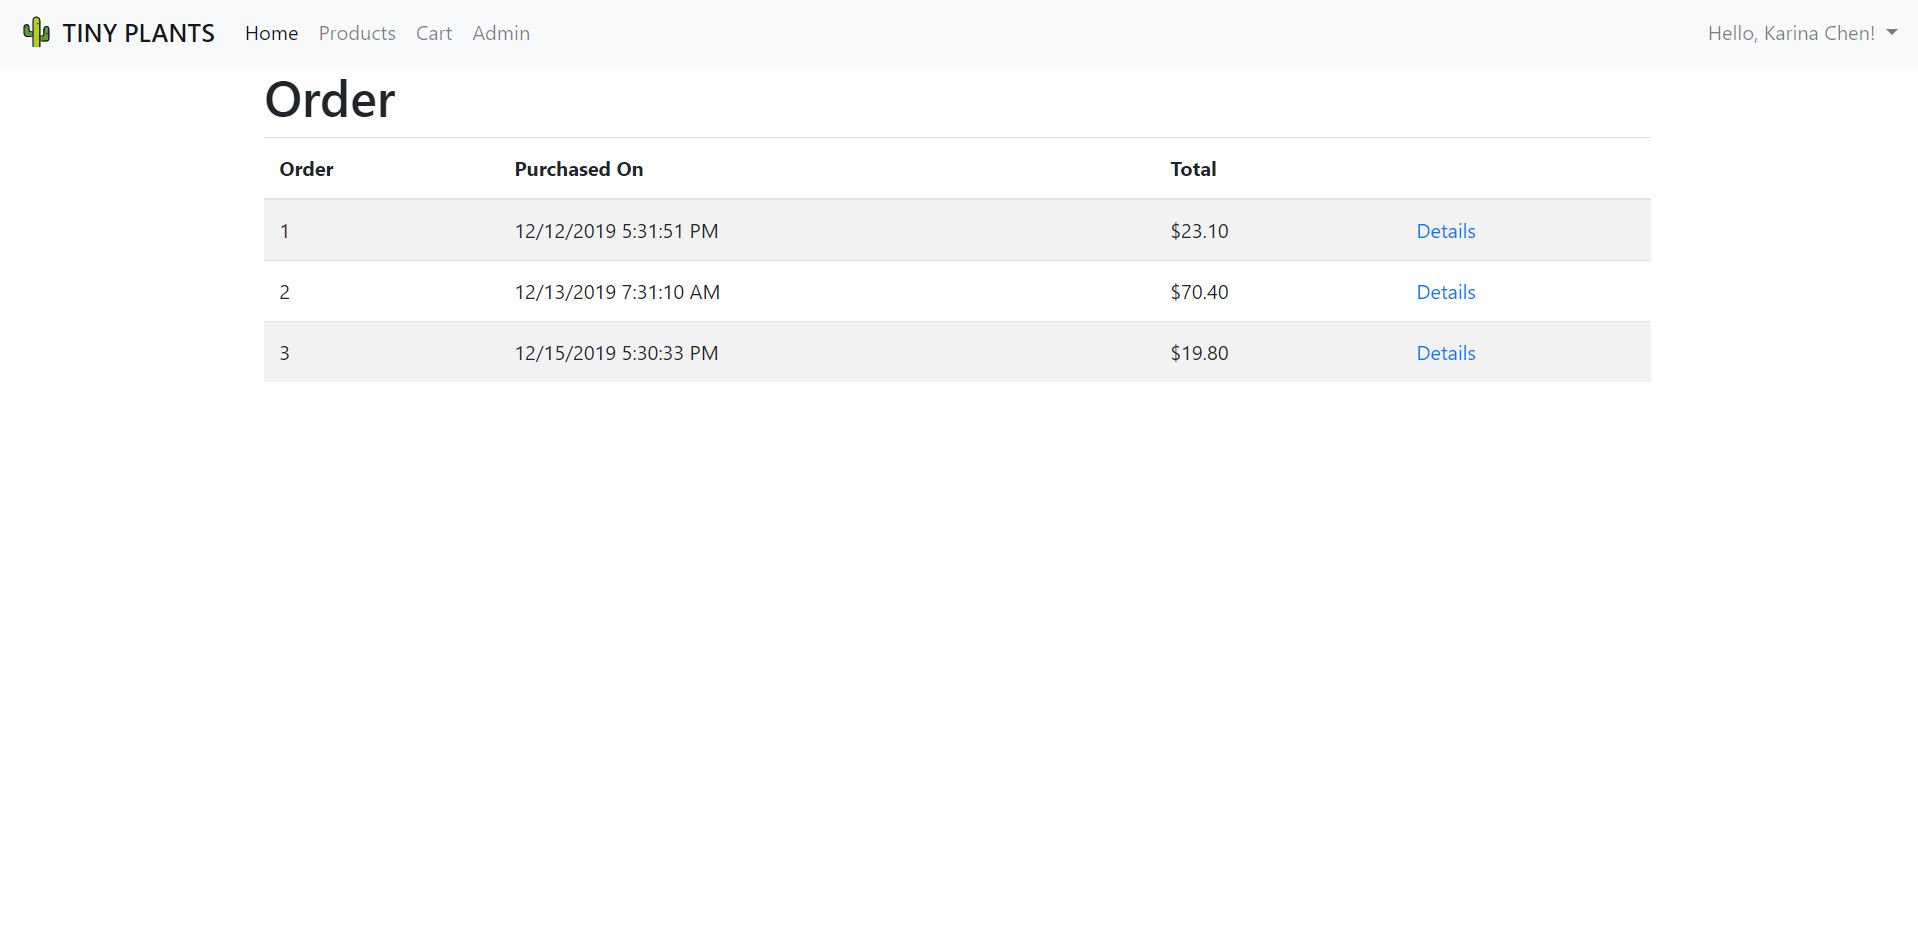 TINY PLANTS Home Products Cart Admin Hello, Karina Chen!
Order
Order Purchased On Total
1 12/12/2019 5:31:51 PM $23.10 Details
2 12/13/2019 7:31:10 AM $70.40 Details
3 12/15/2019 5:30:33 PM $19.80 Details